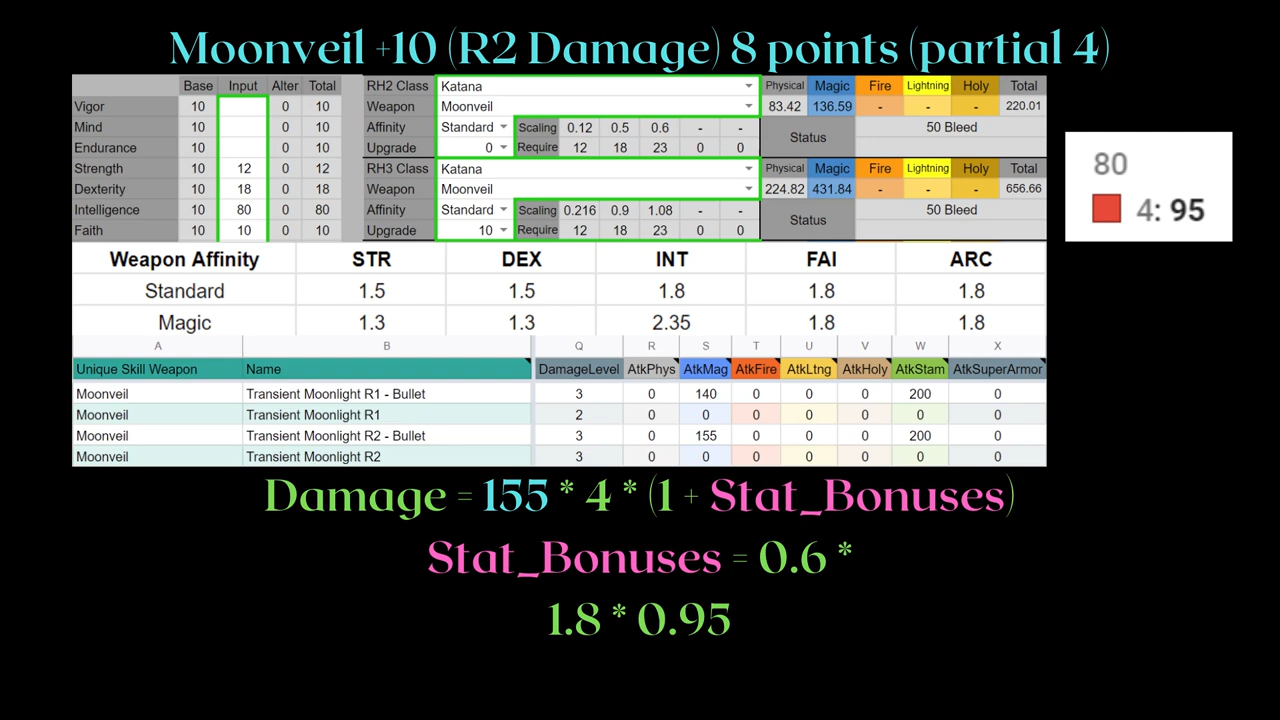 Moonveil +10 (R2 Damage) 8 points (partial 4)
Base Input Alter Total RH2 Class Katana Physical Magic Fire Lightning Holy Total
Vigor 10 0 10 Weapon Moonveil 83.42 136.59 - - - 220.01
Mind 10 0 10 Affinity Standard Scaling 0.12 0.5 0.6 - - Status 50 Bleed
Endurance 10 0 10 Upgrade 0 Require 12 18 23 0 0
Strength 10 12 0 12 RH3 Class Katana Physical Magic Fire Lightning Holy Total
Dexterity 10 18 0 18 Weapon Moonveil 224.82 431.84 - - - 656.66
Intelligence 10 80 0 80 Affinity Standard Scaling 0.216 0.9 1.08 - - Status 50 Bleed
Faith 10 10 0 10 Upgrade 10 Require 12 18 23 0 0
80
4: 95
Weapon Affinity STR DEX INT FAI ARC
Standard 1.5 1.5 1.8 1.8 1.8
Magic 1.3 1.3 2.35 1.8 1.8
A B Q R S T U V W X
Unique Skill Weapon Name DamageLevel AtkPhys AtkMag AtkFire AtkLtng AtkHoly AtkStam AtkSuperArmor
Moonveil Transient Moonlight R1 - Bullet 3 0 140 0 0 0 200 0
Moonveil Transient Moonlight R1 2 0 0 0 0 0 0 0
Moonveil Transient Moonlight R2 - Bullet 3 0 155 0 0 0 200 0
Moonveil Transient Moonlight R2 3 0 0 0 0 0 0 0
Damage = 155 * 4 * (1 + Stat_Bonuses)
Stat_Bonuses = 0.6 *
1.8 * 0.95